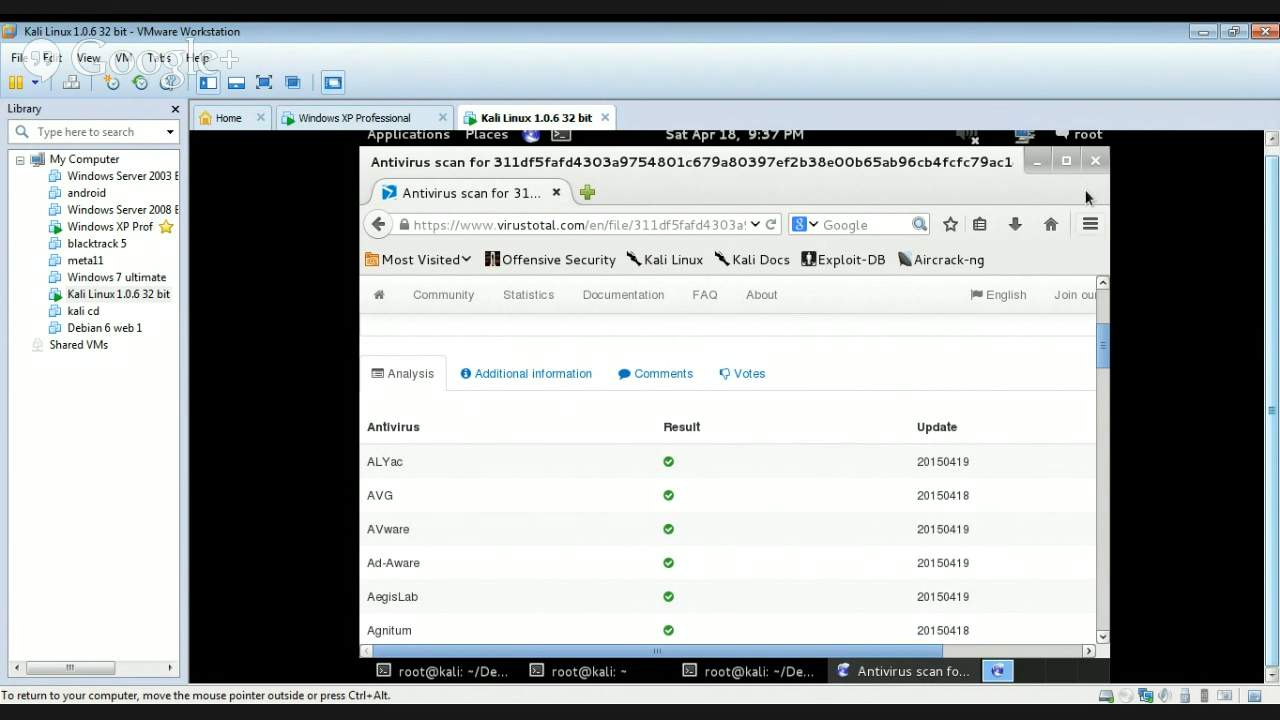 Kali Linux 1.0.6 32 bit - VMware Workstation
File Edit View VM Tabs Help
Google+
Library
Type here to search
My Computer
Windows Server 2003 E
android
Windows Server 2008 E
Windows XP Prof
blacktrack 5
meta11
Windows 7 ultimate
Kali Linux 1.0.6 32 bit
kali cd
Debian 6 web 1
Shared VMs
Home
Windows XP Professional
Kali Linux 1.0.6 32 bit
Applications Places Sat Apr 18, 9:37 PM root
Antivirus scan for 311df5fafd4303a9754801c679a80397ef2b38e00b65ab96cb4fcfc79ac1
Antivirus scan for 31...
https://www.virustotal.com/en/file/311df5fafd4303a9 Google
Most Visited Offensive Security Kali Linux Kali Docs Exploit-DB Aircrack-ng
Community Statistics Documentation FAQ About English Join our
Analysis Additional information Comments Votes
Antivirus Result Update
ALYac 20150419
AVG 20150418
AVware 20150419
Ad-Aware 20150419
AegisLab 20150419
Agnitum 20150418
root@kali: ~/De... root@kali: ~ root@kali: ~/De... Antivirus scan fo...
To return to your computer, move the mouse pointer outside or press Ctrl+Alt.